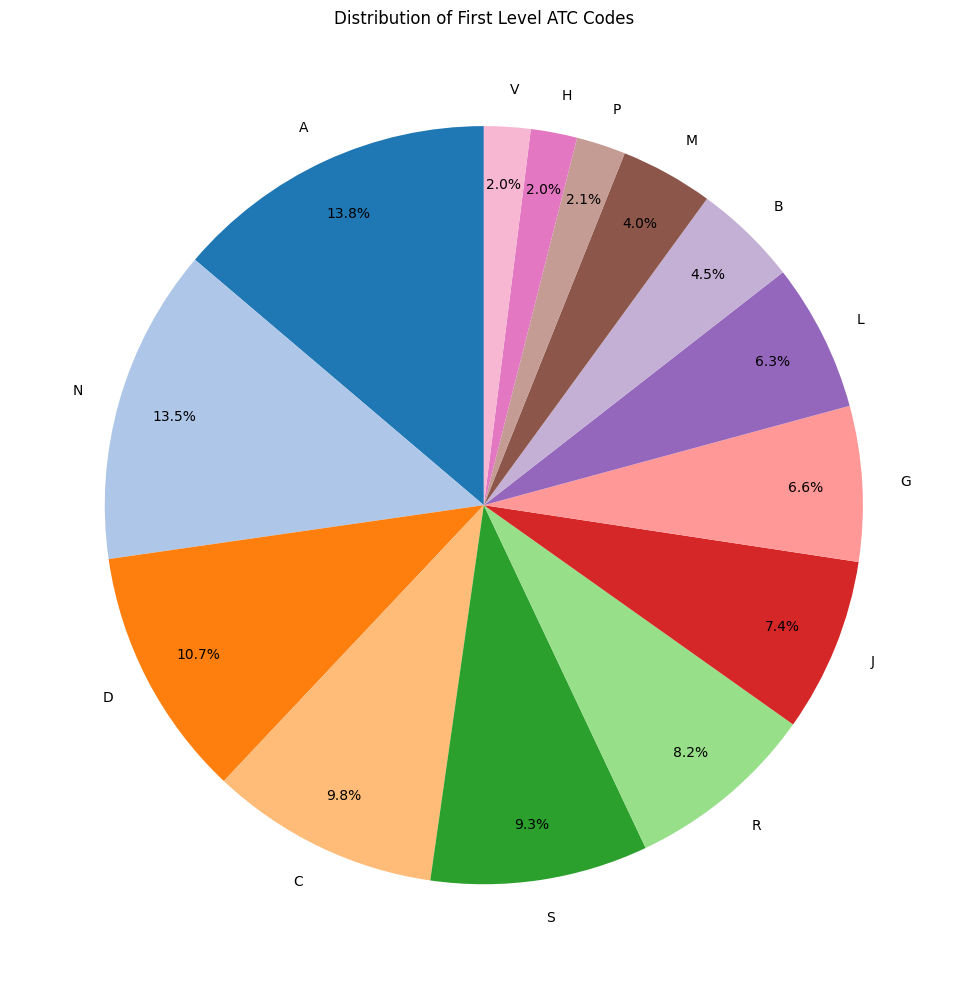 Distribution of First Level ATC Codes
V
H
P
M
B
L
G
J
R
S
C
D
N
A
2.0%
2.0%
2.1%
4.0%
4.5%
6.3%
6.6%
7.4%
8.2%
9.3%
9.8%
10.7%
13.5%
13.8%